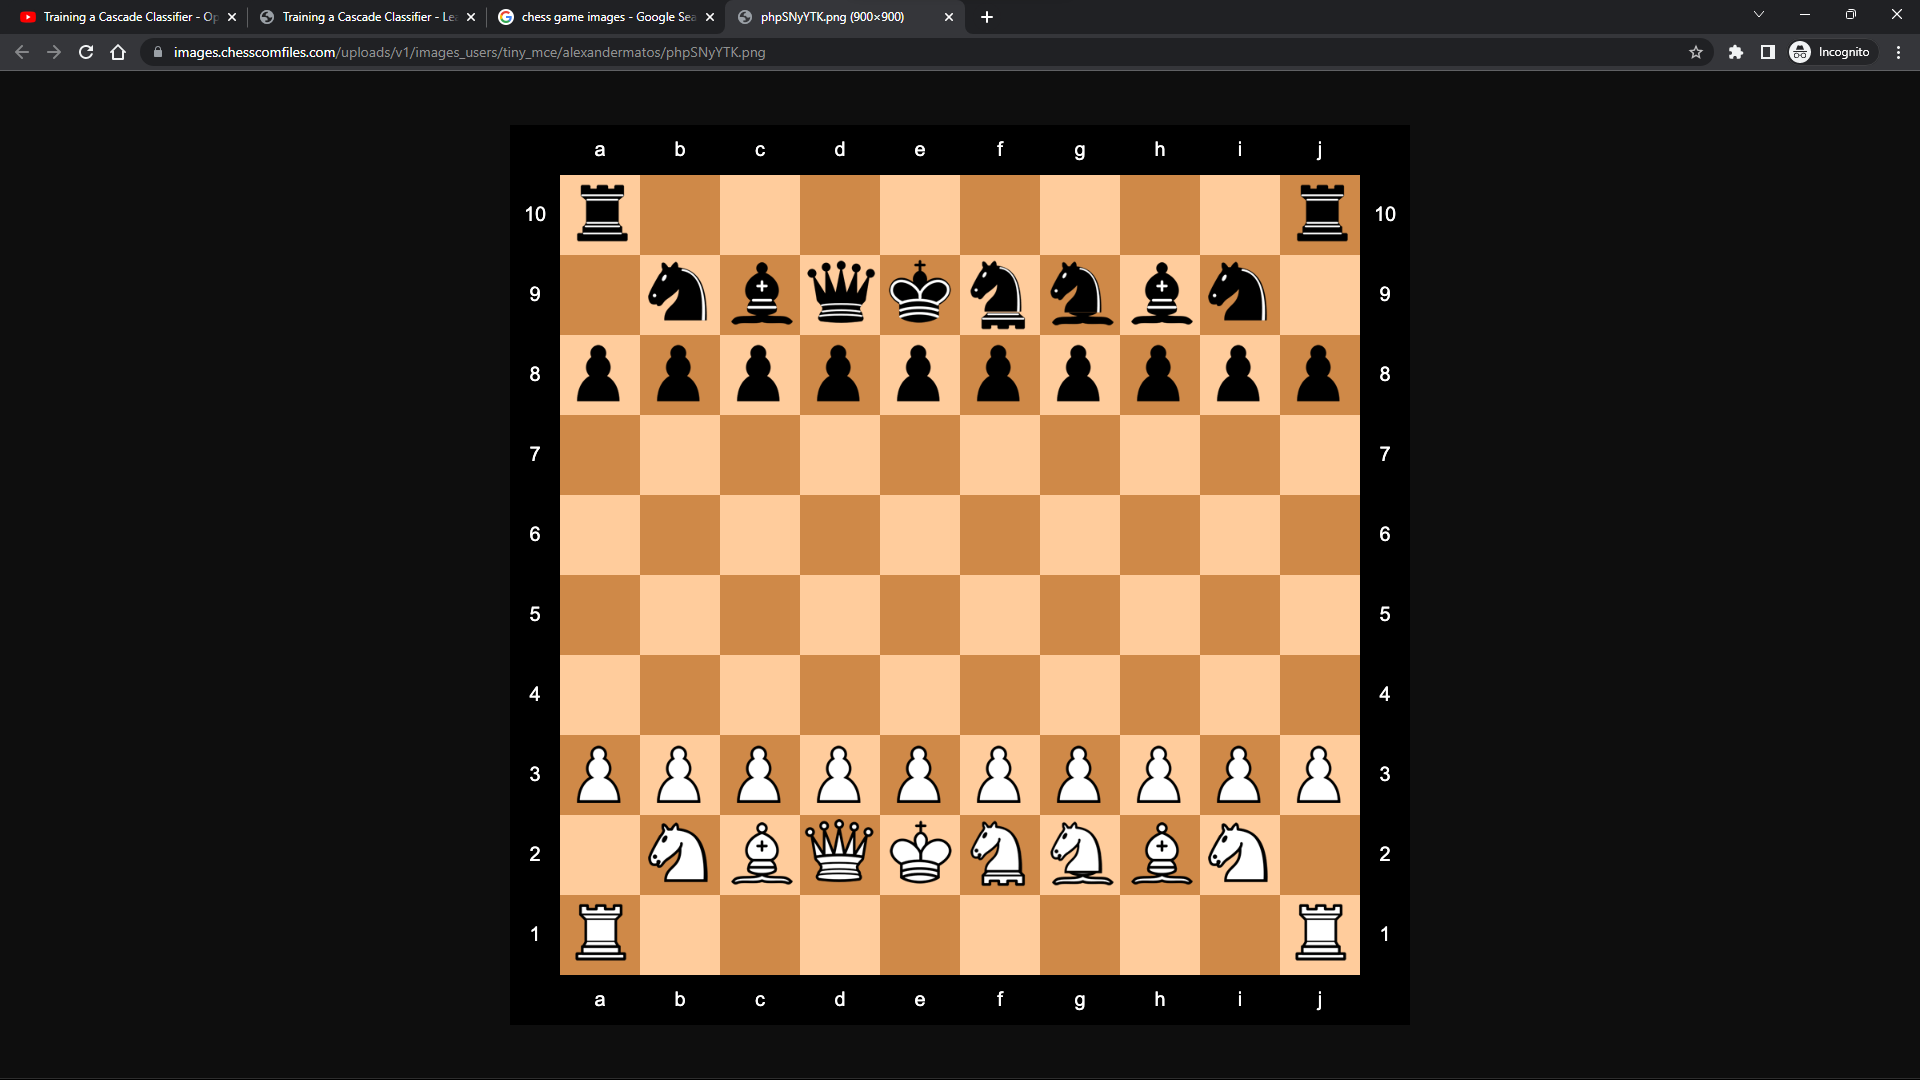 Training a Cascade Classifier - Op
Training a Cascade Classifier - Le
chess game images - Google Sea
phpSNyYTK.png (900×900)
images.chesscomfiles.com/uploads/v1/images_users/tiny_mce/alexandermatos/phpSNyYTK.png
Incognito
a b c d e f g h i j
10 10
9 9
8 8
7 7
6 6
5 5
4 4
3 3
2 2
1 1
a b c d e f g h i j